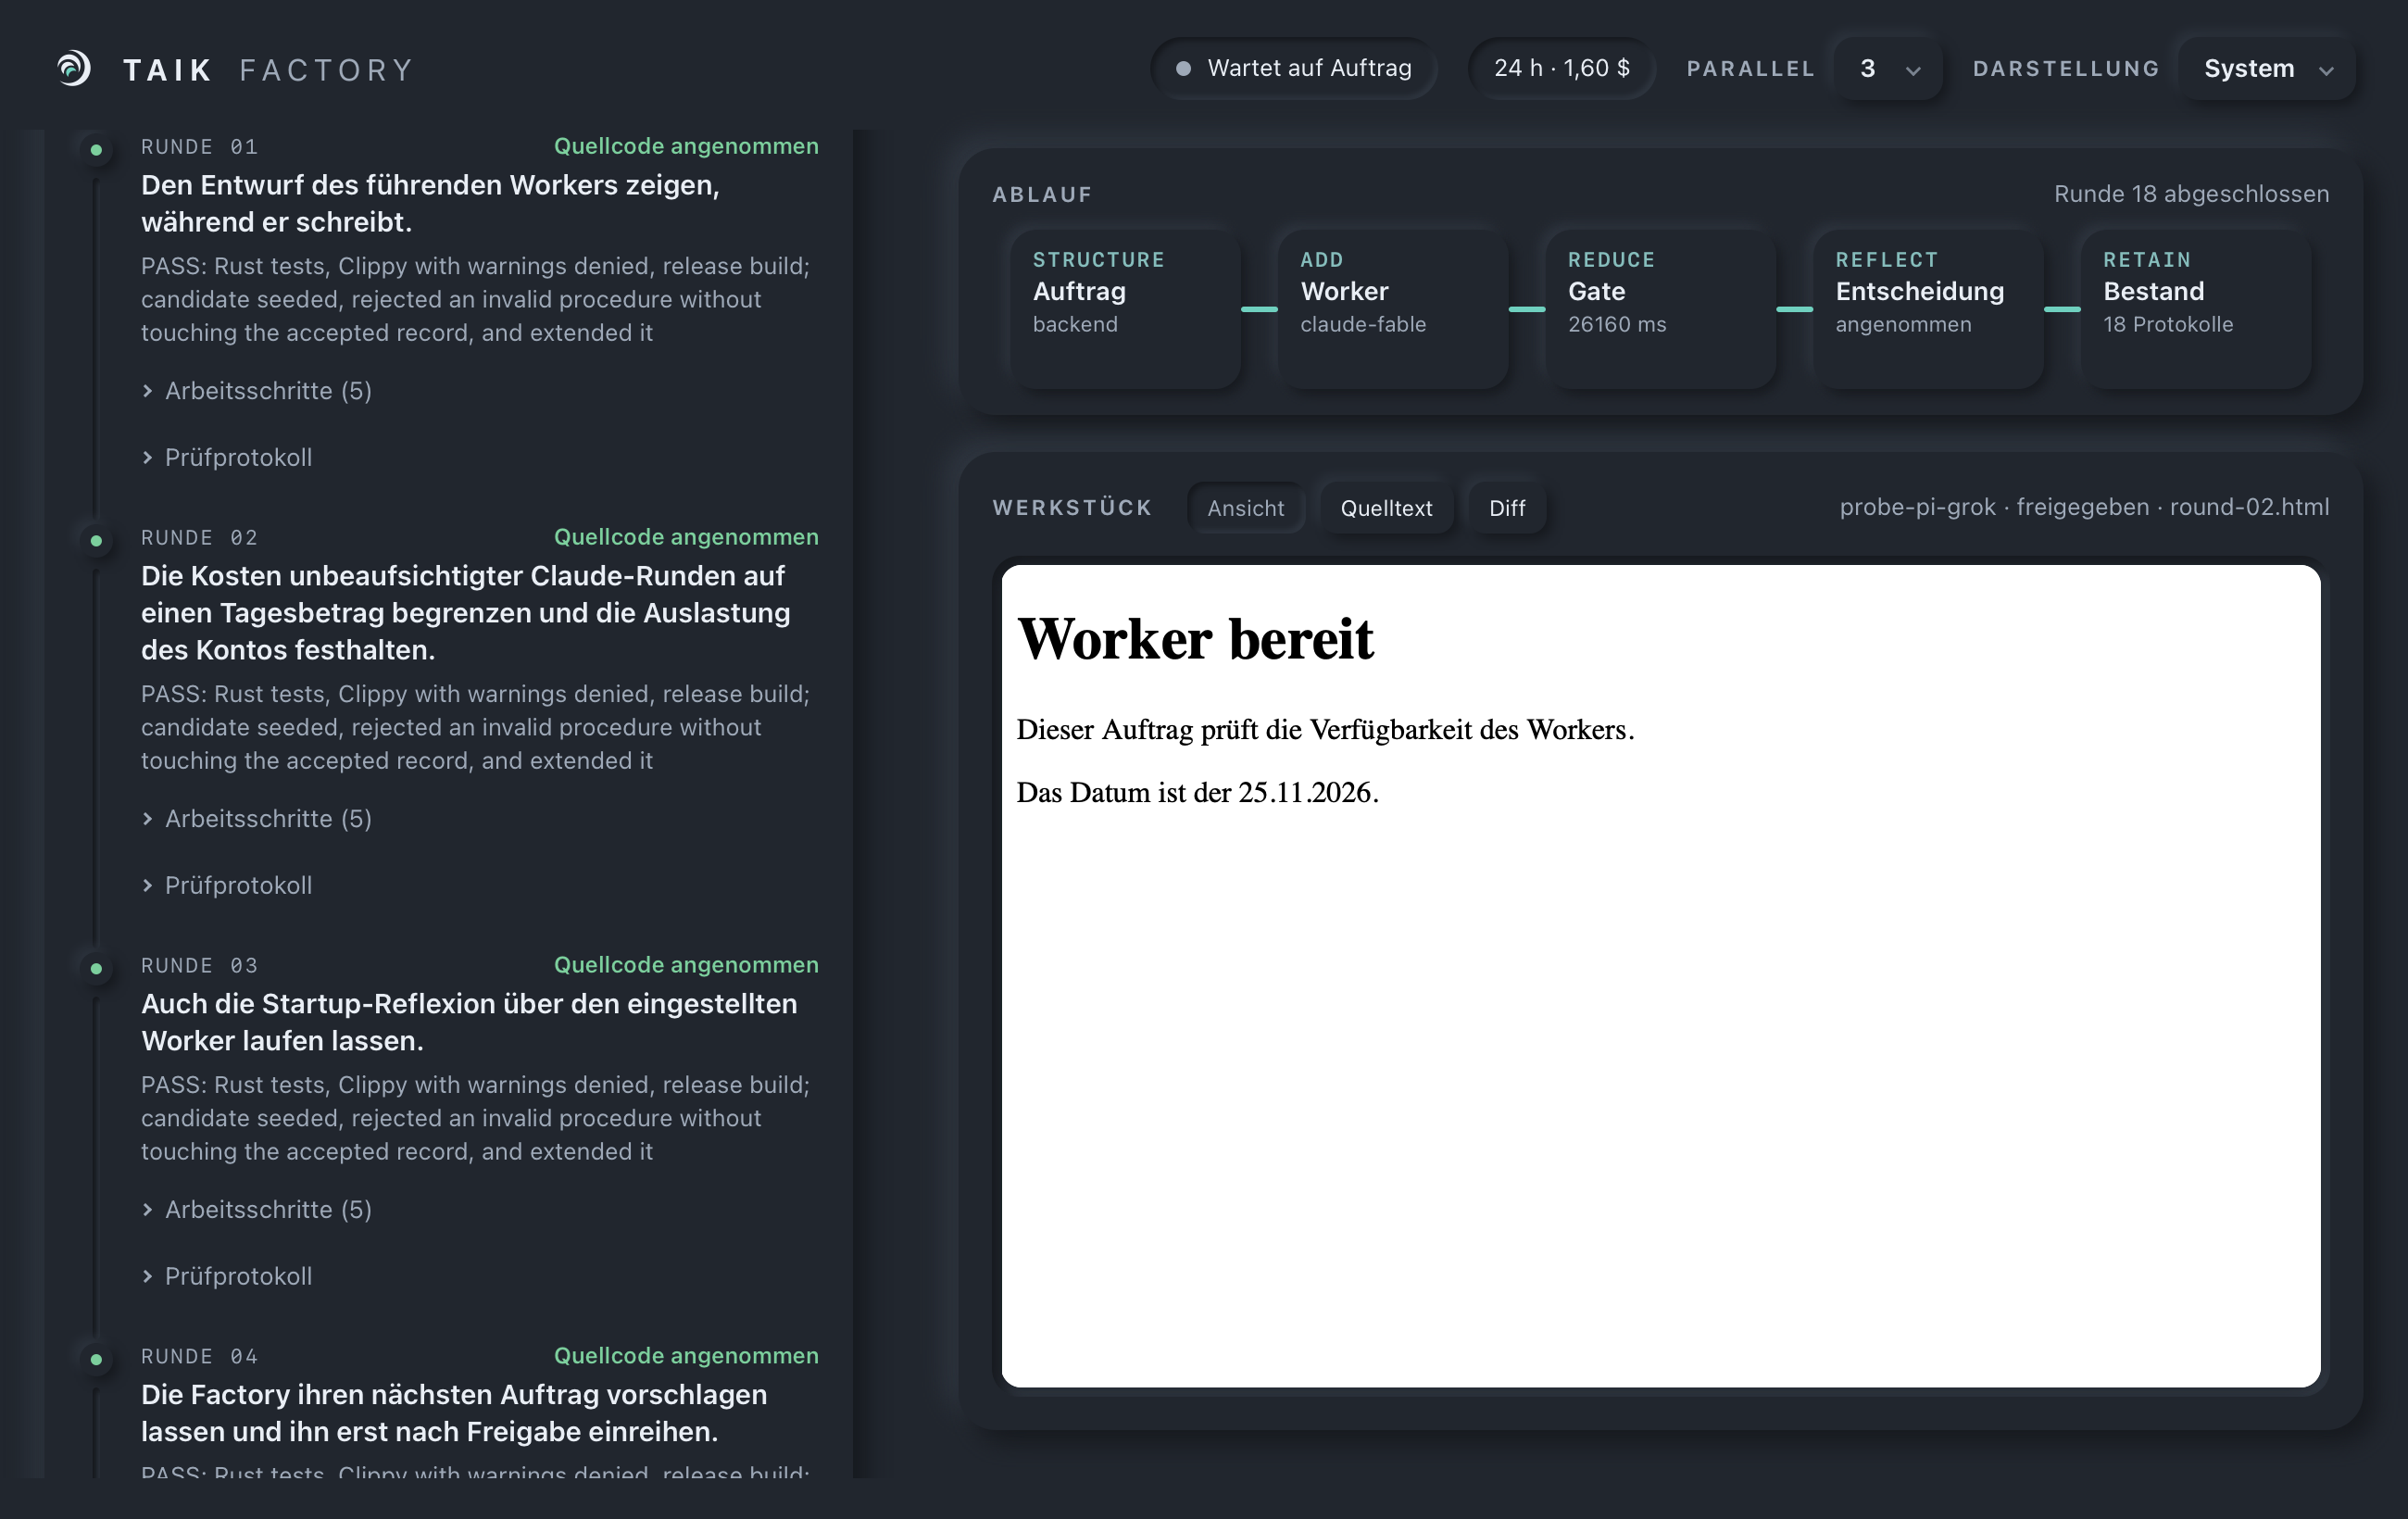 TAIK FACTORY
Wartet auf Auftrag
24 h · 1,60 $
PARALLEL
3
DARSTELLUNG
System
RUNDE 01
Quellcode angenommen
Den Entwurf des führenden Workers zeigen,
während er schreibt.
PASS: Rust tests, Clippy with warnings denied, release build;
candidate seeded, rejected an invalid procedure without
touching the accepted record, and extended it
Arbeitsschritte (5)
Prüfprotokoll
RUNDE 02
Quellcode angenommen
Die Kosten unbeaufsichtigter Claude-Runden auf
einen Tagesbetrag begrenzen und die Auslastung
des Kontos festhalten.
PASS: Rust tests, Clippy with warnings denied, release build;
candidate seeded, rejected an invalid procedure without
touching the accepted record, and extended it
Arbeitsschritte (5)
Prüfprotokoll
RUNDE 03
Quellcode angenommen
Auch die Startup-Reflexion über den eingestellten
Worker laufen lassen.
PASS: Rust tests, Clippy with warnings denied, release build;
candidate seeded, rejected an invalid procedure without
touching the accepted record, and extended it
Arbeitsschritte (5)
Prüfprotokoll
RUNDE 04
Quellcode angenommen
Die Factory ihren nächsten Auftrag vorschlagen
lassen und ihn erst nach Freigabe einreihen.
PASS: Rust tests, Clippy with warnings denied, release build;
ABLAUF
Runde 18 abgeschlossen
STRUCTURE
Auftrag
backend
ADD
Worker
claude-fable
REDUCE
Gate
26160 ms
REFLECT
Entscheidung
angenommen
RETAIN
Bestand
18 Protokolle
WERKSTÜCK
Ansicht
Quelltext
Diff
probe-pi-grok · freigegeben · round-02.html
Worker bereit
Dieser Auftrag prüft die Verfügbarkeit des Workers.
Das Datum ist der 25.11.2026.